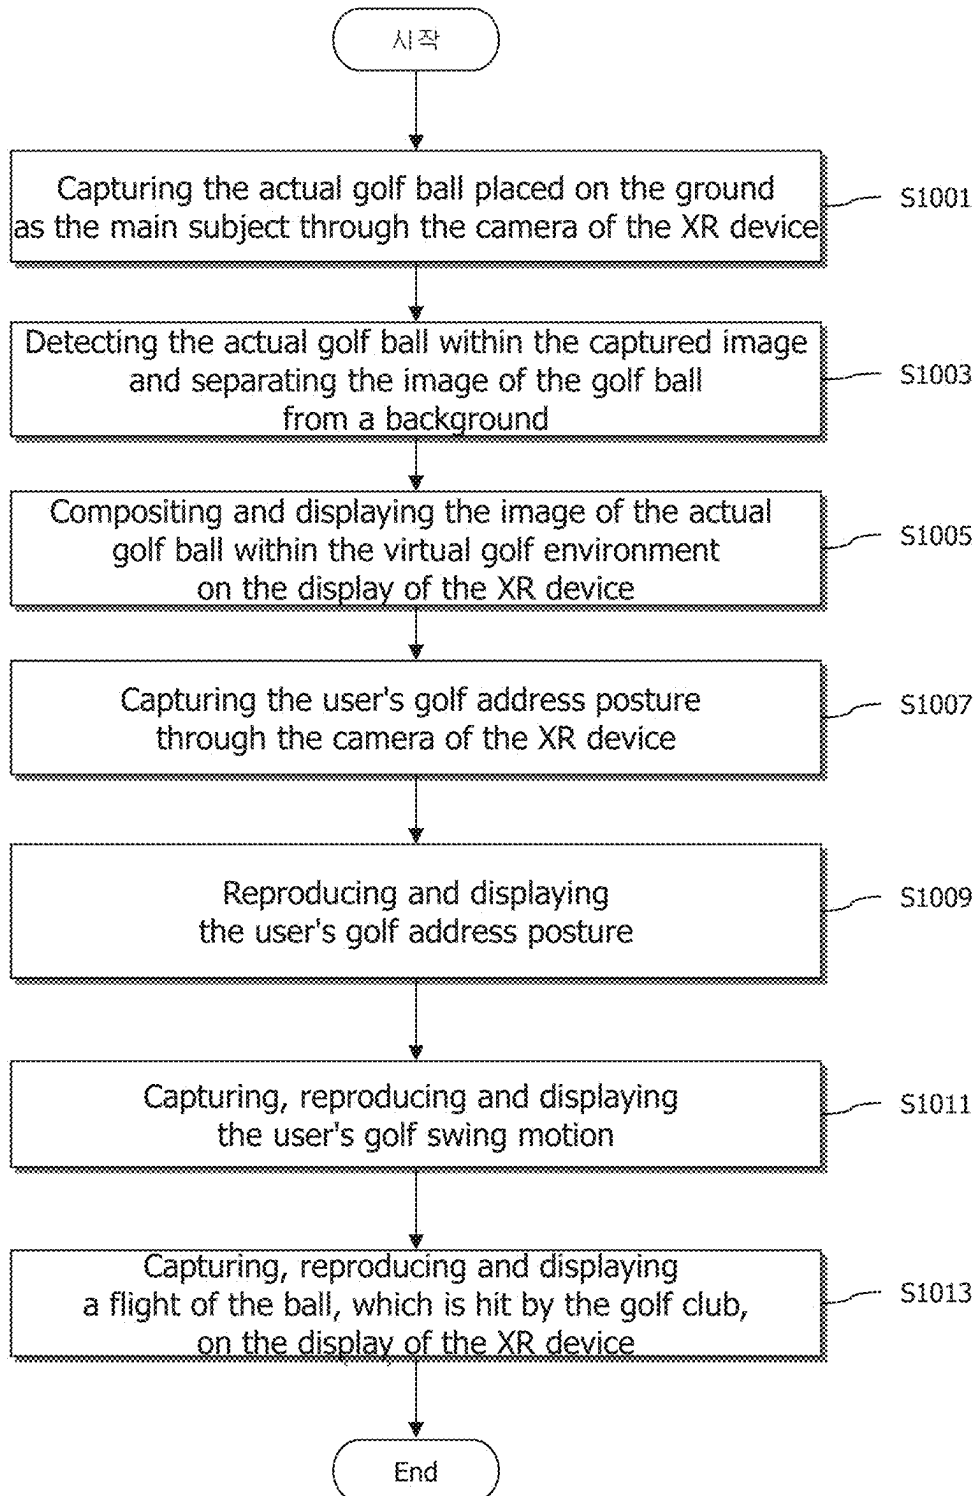 시작
Capturing the actual golf ball placed on the ground
as the main subject through the camera of the XR device
S1001
Detecting the actual golf ball within the captured image
and separating the image of the golf ball
from a background
S1003
Compositing and displaying the image of the actual
golf ball within the virtual golf environment
on the display of the XR device
S1005
Capturing the user's golf address posture
through the camera of the XR device
S1007
Reproducing and displaying
the user's golf address posture
S1009
Capturing, reproducing and displaying
the user's golf swing motion
S1011
Capturing, reproducing and displaying
a flight of the ball, which is hit by the golf club,
on the display of the XR device
S1013
End